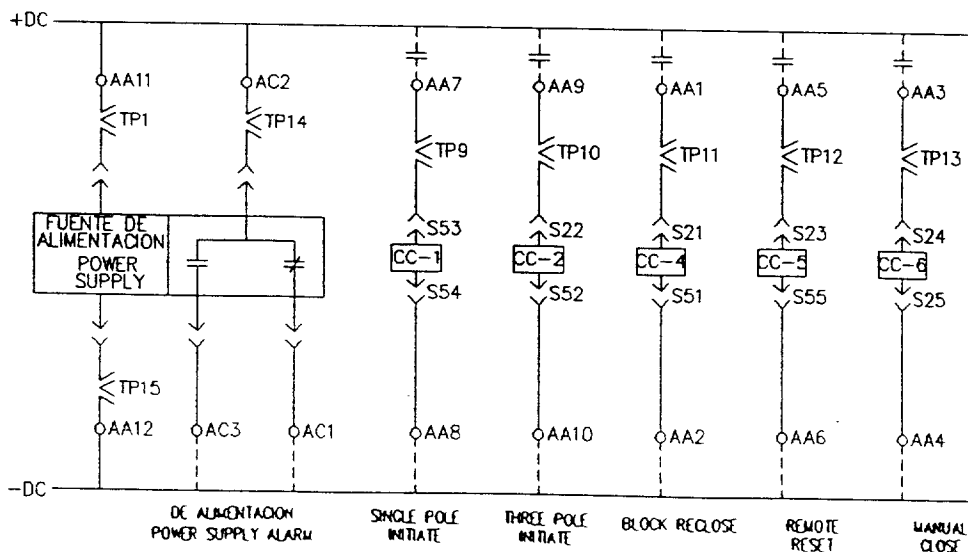 +DC
AA11 AC2 AA7 AA9 AA1 AA5 AA3
TP1 TP14 TP9 TP10 TP11 TP12 TP13
S53 S22 S21 S23 S24
FUENTE DE
ALIMENTACION
POWER
SUPPLY
CC-1 CC-2 CC-4 CC-5 CC-6
S54 S52 S51 S55 S25
TP15
AA12 AC3 AC1 AA8 AA10 AA2 AA6 AA4
-DC
DE ALIMENTACION
POWER SUPPLY ALARM
SINGLE POLE
INITIATE
THREE POLE
INITIATE
BLOCK RECLOSE
REMOTE
RESET
MANUAL
CLOSE